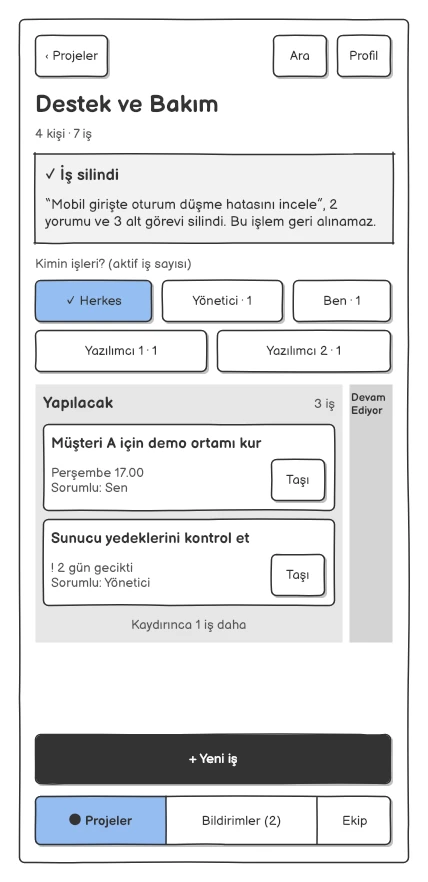 ‹ Projeler
Ara
Profil
Destek ve Bakım
4 kişi · 7 iş
✓ İş silindi
“Mobil girişte oturum düşme hatasını incele”, 2
yorumu ve 3 alt görevi silindi. Bu işlem geri alınamaz.
Kimin işleri? (aktif iş sayısı)
✓ Herkes
Yönetici · 1
Ben · 1
Yazılımcı 1 · 1
Yazılımcı 2 · 1
Yapılacak
3 iş
Devam
Ediyor
Müşteri A için demo ortamı kur
Perşembe 17.00
Sorumlu: Sen
Taşı
Sunucu yedeklerini kontrol et
! 2 gün gecikti
Sorumlu: Yönetici
Taşı
Kaydırınca 1 iş daha
+ Yeni iş
● Projeler
Bildirimler (2)
Ekip